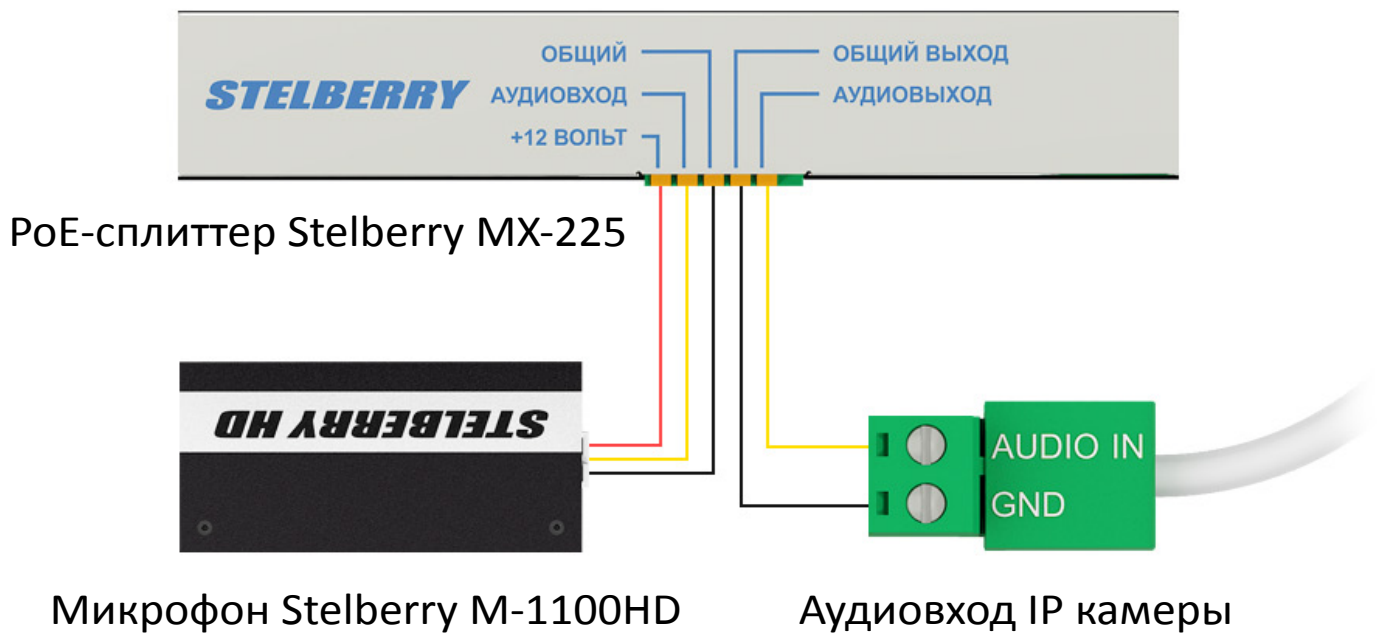 ОБЩИЙ
ОБЩИЙ ВЫХОД
STELBERRY
АУДИОВХОД
АУДИОВЫХОД
+12 ВОЛЬТ
PoE-сплиттер Stelberry MX-225
STELBERRY HD
AUDIO IN
GND
Микрофон Stelberry M-1100HD
Аудиовход IP камеры